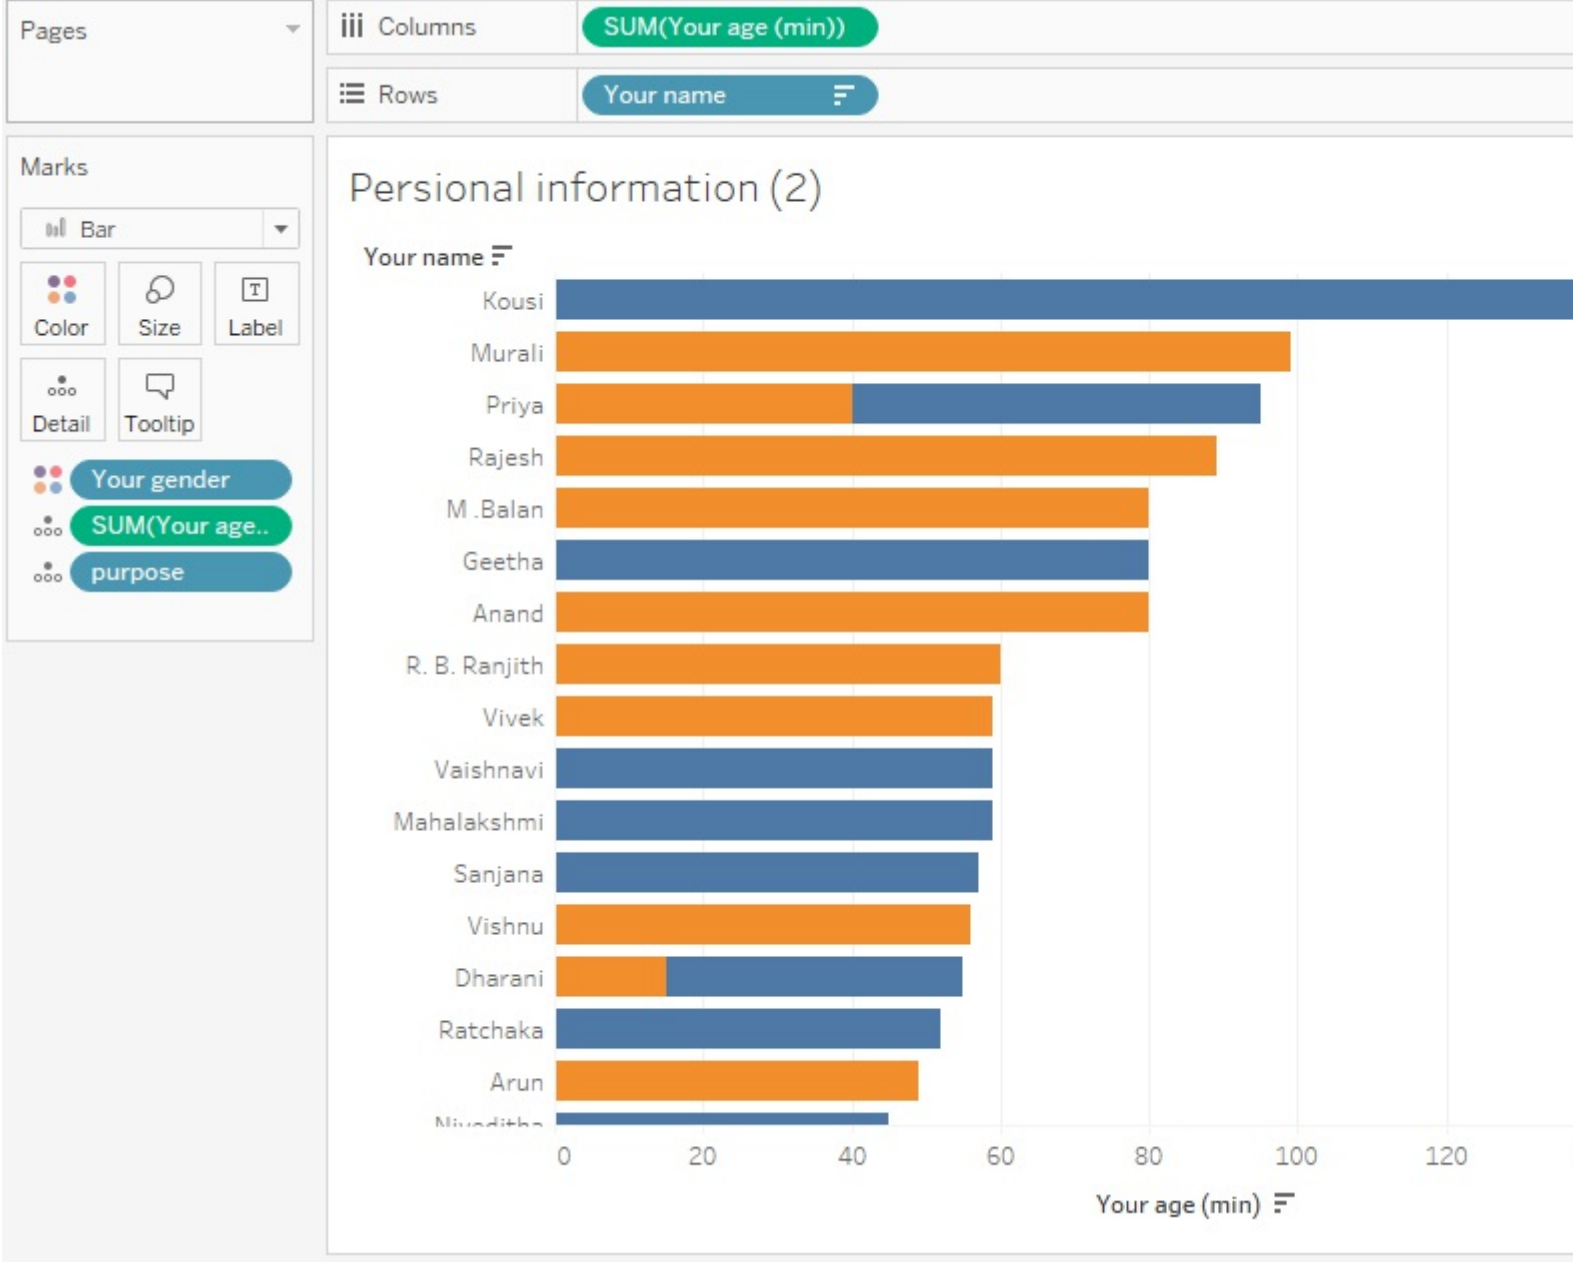 Pages
Columns
SUM(Your age (min))
Rows
Your name
Marks
Bar
Color
Size
Label
Detail
Tooltip
Your gender
SUM(Your age..
purpose
Persional information (2)
Your name
Kousi
Murali
Priya
Rajesh
M .Balan
Geetha
Anand
R. B. Ranjith
Vivek
Vaishnavi
Mahalakshmi
Sanjana
Vishnu
Dharani
Ratchaka
Arun
Niveditha
0 20 40 60 80 100 120
Your age (min)